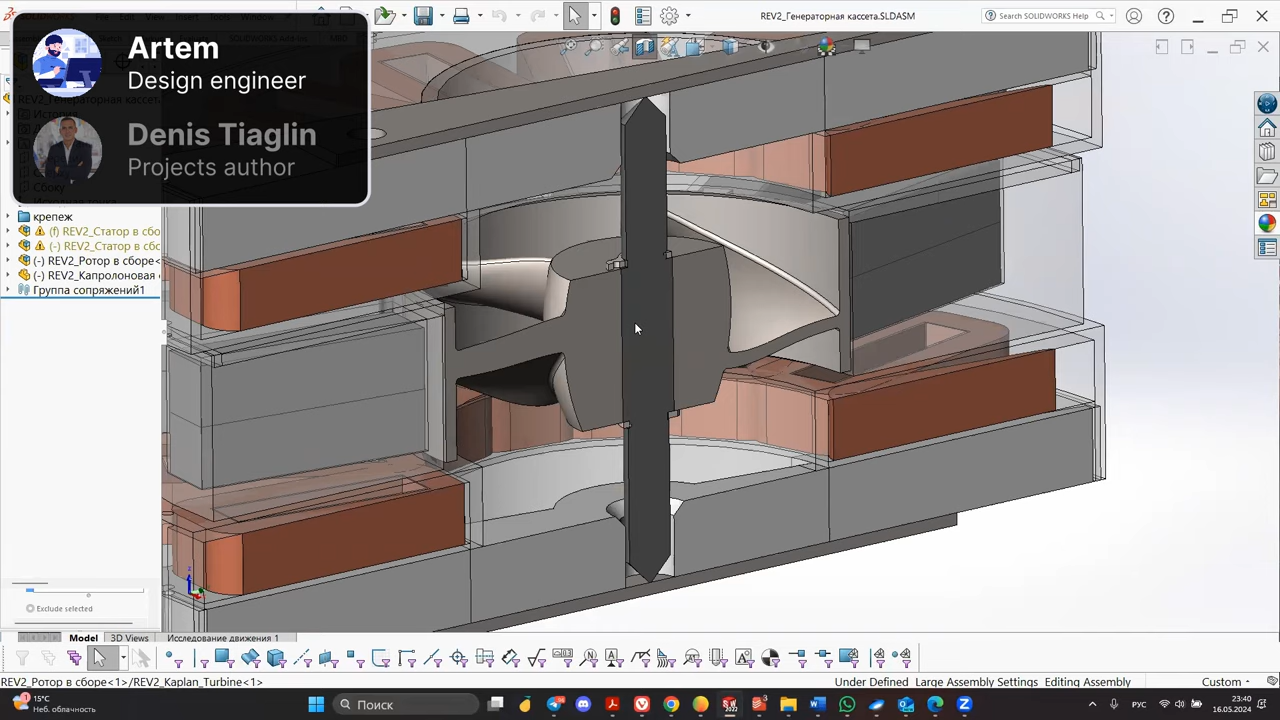 REV2_Генераторная кассета.SLDASM
Search SOLIDWORKS Help
Artem
Design engineer
Denis Tiaglin
Projects author
REV2_Генераторная кассета
крепеж
(f) REV2_Статор в сбо
(-) REV2_Статор в сбо
(-) REV2_Ротор в сборе<
(-) REV2_Капролоновая
Группа сопряжений1
Exclude selected
Model
3D Views
Исследование движения 1
REV2_Ротор в сборе<1>/REV2_Kaplan_Turbine<1>
Under Defined
Large Assembly Settings
Editing Assembly
Custom
15°C
Неб. облачность
Поиск
РУС
23:40
16.05.2024